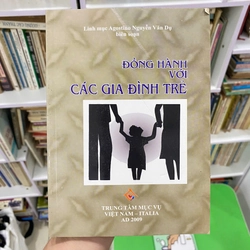 Linh mục Agostino Nguyễn Văn Dụ
biên soạn
ĐỒNG HÀNH
VỚI
CÁC GIA ĐÌNH TRẺ
TRUNG TÂM MỤC VỤ
VIỆT NAM - ITALIA
AD 2009